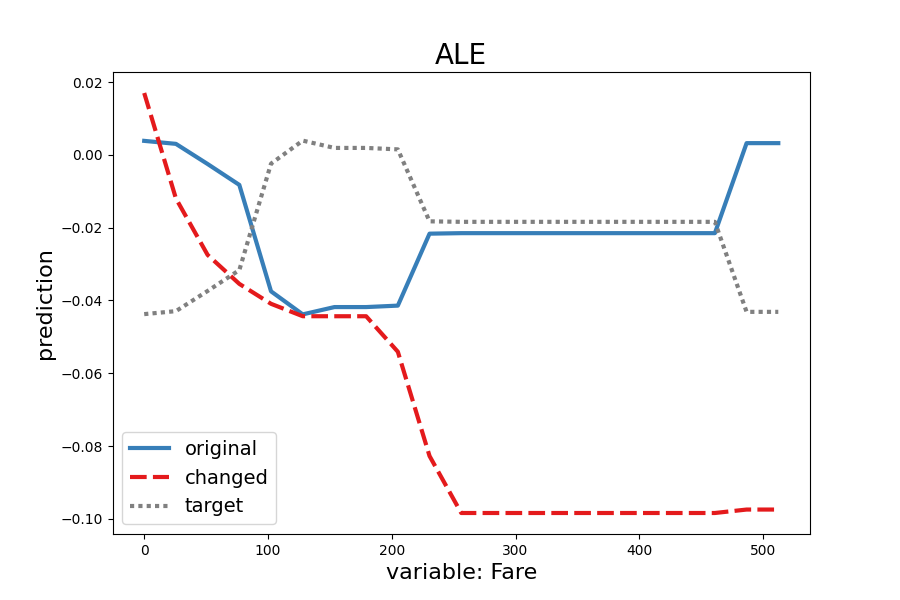 ALE
prediction
0.02
0.00
−0.02
−0.04
−0.06
−0.08
−0.10
original
changed
target
0
100
200
300
400
500
variable: Fare